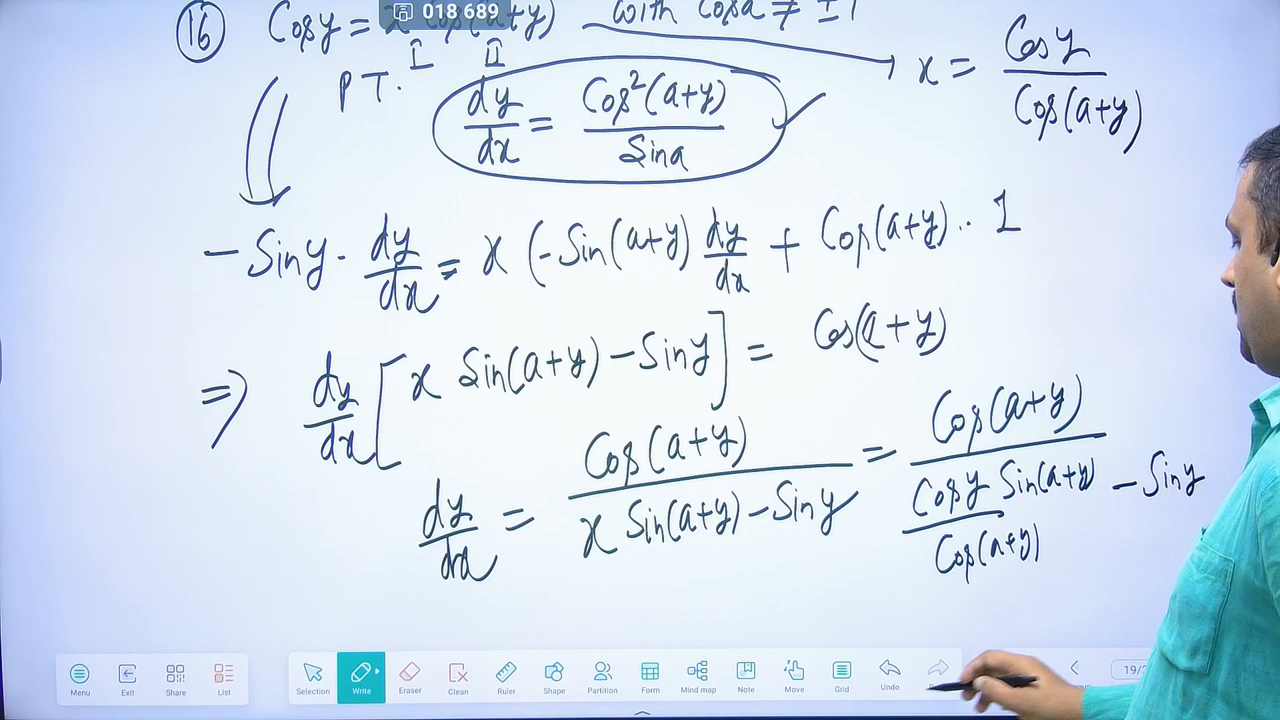 ⑯ Cos y = x cos(a+y) with cos a ≠ ±1
I II
P T. dy/dx = Cos²(a+y)/Sin a
x = Cos y/Cos(a+y)
- Sin y · dy/dx = x (- Sin(a+y) dy/dx + Cos(a+y) · · 1
⇒ dy/dx [ x Sin(a+y) - Sin y ] = Cos(a+y)
dy/dx = Cos(a+y)/x Sin(a+y) - Sin y = Cos(a+y)/Cos y/Cos(a+y) Sin(a+y) - Sin y
018 689
Menu Exit Share List Selection Write Eraser Clean Ruler Shape Partition Form Mind map Note Move Grid Undo
19/